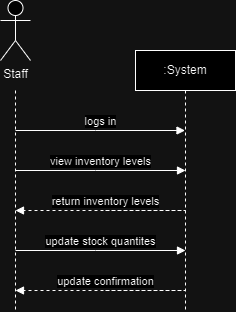 Staff
:System
logs in
view inventory levels
return inventory levels
update stock quantites
update confirmation